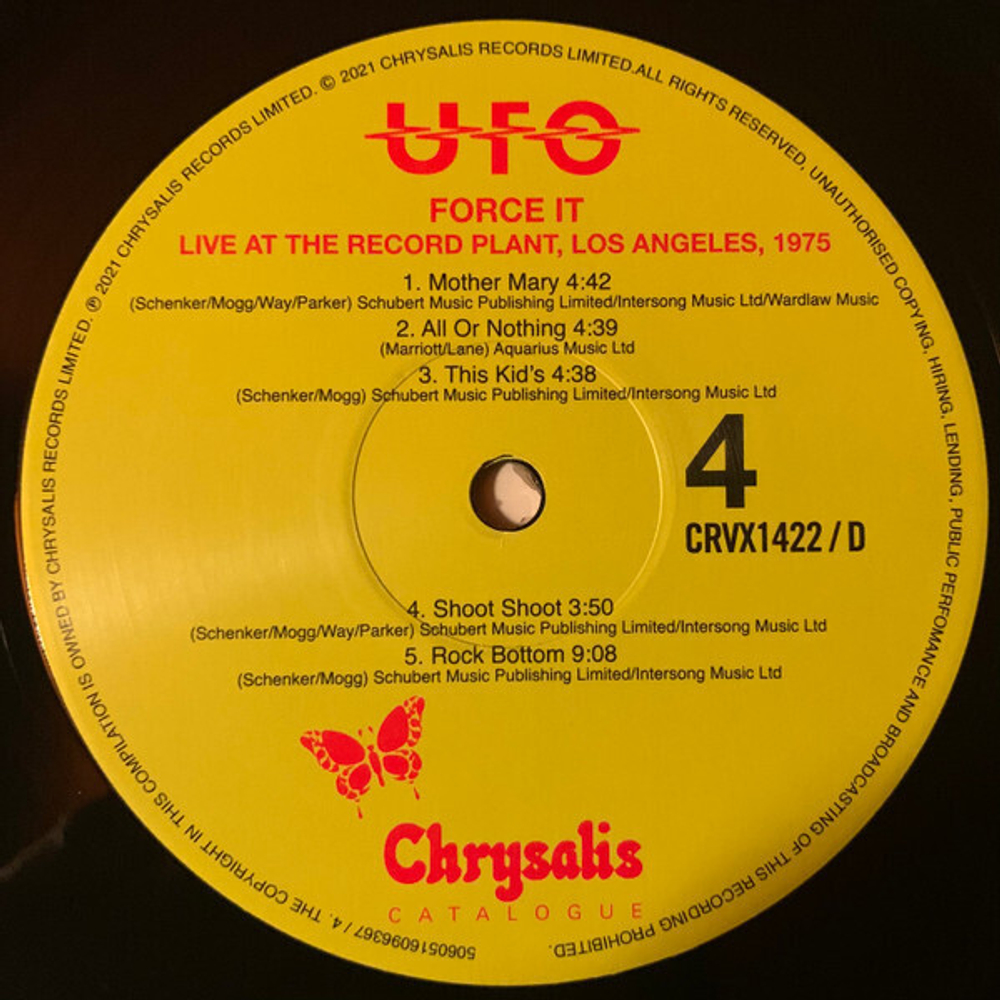 UFO
FORCE IT
LIVE AT THE RECORD PLANT, LOS ANGELES, 1975
1. Mother Mary 4:42
(Schenker/Mogg/Way/Parker) Schubert Music Publishing Limited/Intersong Music Ltd/Wardlaw Music
2. All Or Nothing 4:39
(Marriott/Lane) Aquarius Music Ltd
3. This Kid's 4:38
(Schenker/Mogg) Schubert Music Publishing Limited/Intersong Music Ltd
4
CRVX1422 / D
4. Shoot Shoot 3:50
(Schenker/Mogg/Way/Parker) Schubert Music Publishing Limited/Intersong Music Ltd
5. Rock Bottom 9:08
(Schenker/Mogg) Schubert Music Publishing Limited/Intersong Music Ltd
Chrysalis
CATALOGUE
5060516096367 / 4. THE COPYRIGHT IN THIS COMPILATION IS OWNED BY CHRYSALIS RECORDS LIMITED. ℗ 2021 CHRYSALIS RECORDS LIMITED. © 2021 CHRYSALIS RECORDS LIMITED.ALL RIGHTS RESERVED, UNAUTHORISED COPYING, HIRING, LENDING, PUBLIC PERFOMANCE AND BROADCASTING OF THIS RECORDING PROHIBITED.